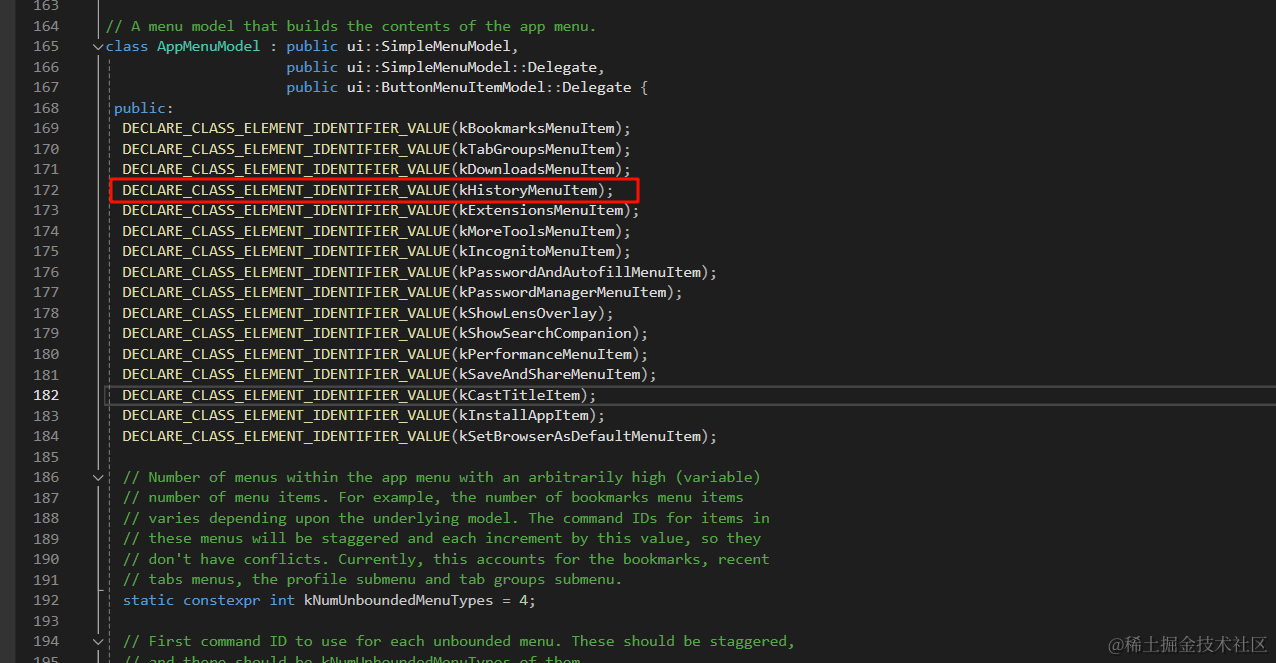 163
164 // A menu model that builds the contents of the app menu.
165 class AppMenuModel : public ui::SimpleMenuModel,
166 public ui::SimpleMenuModel::Delegate,
167 public ui::ButtonMenuItemModel::Delegate {
168 public:
169 DECLARE_CLASS_ELEMENT_IDENTIFIER_VALUE(kBookmarksMenuItem);
170 DECLARE_CLASS_ELEMENT_IDENTIFIER_VALUE(kTabGroupsMenuItem);
171 DECLARE_CLASS_ELEMENT_IDENTIFIER_VALUE(kDownloadsMenuItem);
172 DECLARE_CLASS_ELEMENT_IDENTIFIER_VALUE(kHistoryMenuItem);
173 DECLARE_CLASS_ELEMENT_IDENTIFIER_VALUE(kExtensionsMenuItem);
174 DECLARE_CLASS_ELEMENT_IDENTIFIER_VALUE(kMoreToolsMenuItem);
175 DECLARE_CLASS_ELEMENT_IDENTIFIER_VALUE(kIncognitoMenuItem);
176 DECLARE_CLASS_ELEMENT_IDENTIFIER_VALUE(kPasswordAndAutofillMenuItem);
177 DECLARE_CLASS_ELEMENT_IDENTIFIER_VALUE(kPasswordManagerMenuItem);
178 DECLARE_CLASS_ELEMENT_IDENTIFIER_VALUE(kShowLensOverlay);
179 DECLARE_CLASS_ELEMENT_IDENTIFIER_VALUE(kShowSearchCompanion);
180 DECLARE_CLASS_ELEMENT_IDENTIFIER_VALUE(kPerformanceMenuItem);
181 DECLARE_CLASS_ELEMENT_IDENTIFIER_VALUE(kSaveAndShareMenuItem);
182 DECLARE_CLASS_ELEMENT_IDENTIFIER_VALUE(kCastTitleItem);
183 DECLARE_CLASS_ELEMENT_IDENTIFIER_VALUE(kInstallAppItem);
184 DECLARE_CLASS_ELEMENT_IDENTIFIER_VALUE(kSetBrowserAsDefaultMenuItem);
185
186 // Number of menus within the app menu with an arbitrarily high (variable)
187 // number of menu items. For example, the number of bookmarks menu items
188 // varies depending upon the underlying model. The command IDs for items in
189 // these menus will be staggered and each increment by this value, so they
190 // don't have conflicts. Currently, this accounts for the bookmarks, recent
191 // tabs menus, the profile submenu and tab groups submenu.
192 static constexpr int kNumUnboundedMenuTypes = 4;
193
194 // First command ID to use for each unbounded menu. These should be staggered,
195 // and there should be kNumUnboundedMenuTypes of them
@稀土掘金技术社区